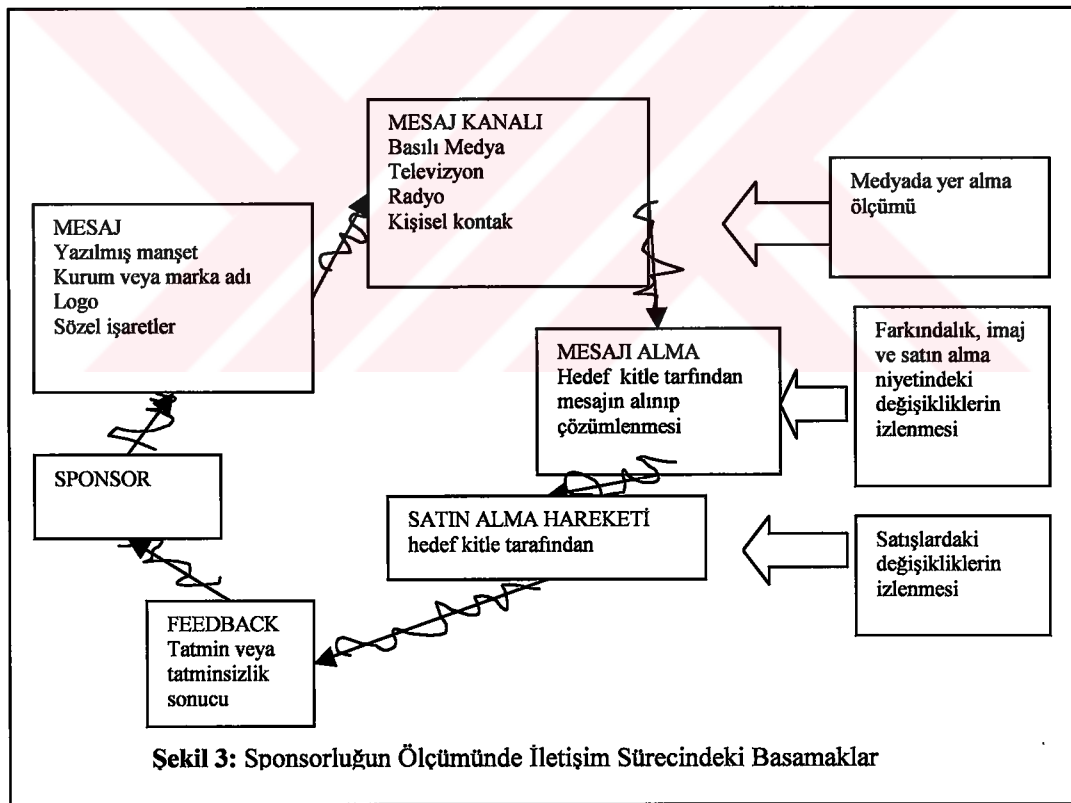 MESAJ KANALI
Basılı Medya
Televizyon
Radyo
Kişisel kontak
Medyada yer alma
ölçümü
MESAJ
Yazılmış manşet
Kurum veya marka adı
Logo
Sözel işaretler
MESAJI ALMA
Hedef kitle tarfından
mesajın alınıp
çözümlenmesi
Farkındalık, imaj
ve satın alma
niyetindeki
değişikliklerin
izlenmesi
SPONSOR
SATIN ALMA HAREKETİ
hedef kitle tarafından
Satışlardaki
değişikliklerin
izlenmesi
FEEDBACK
Tatmin veya
tatminsizlik
sonucu
Şekil 3: Sponsorluğun Ölçümünde İletişim Sürecindeki Basamaklar